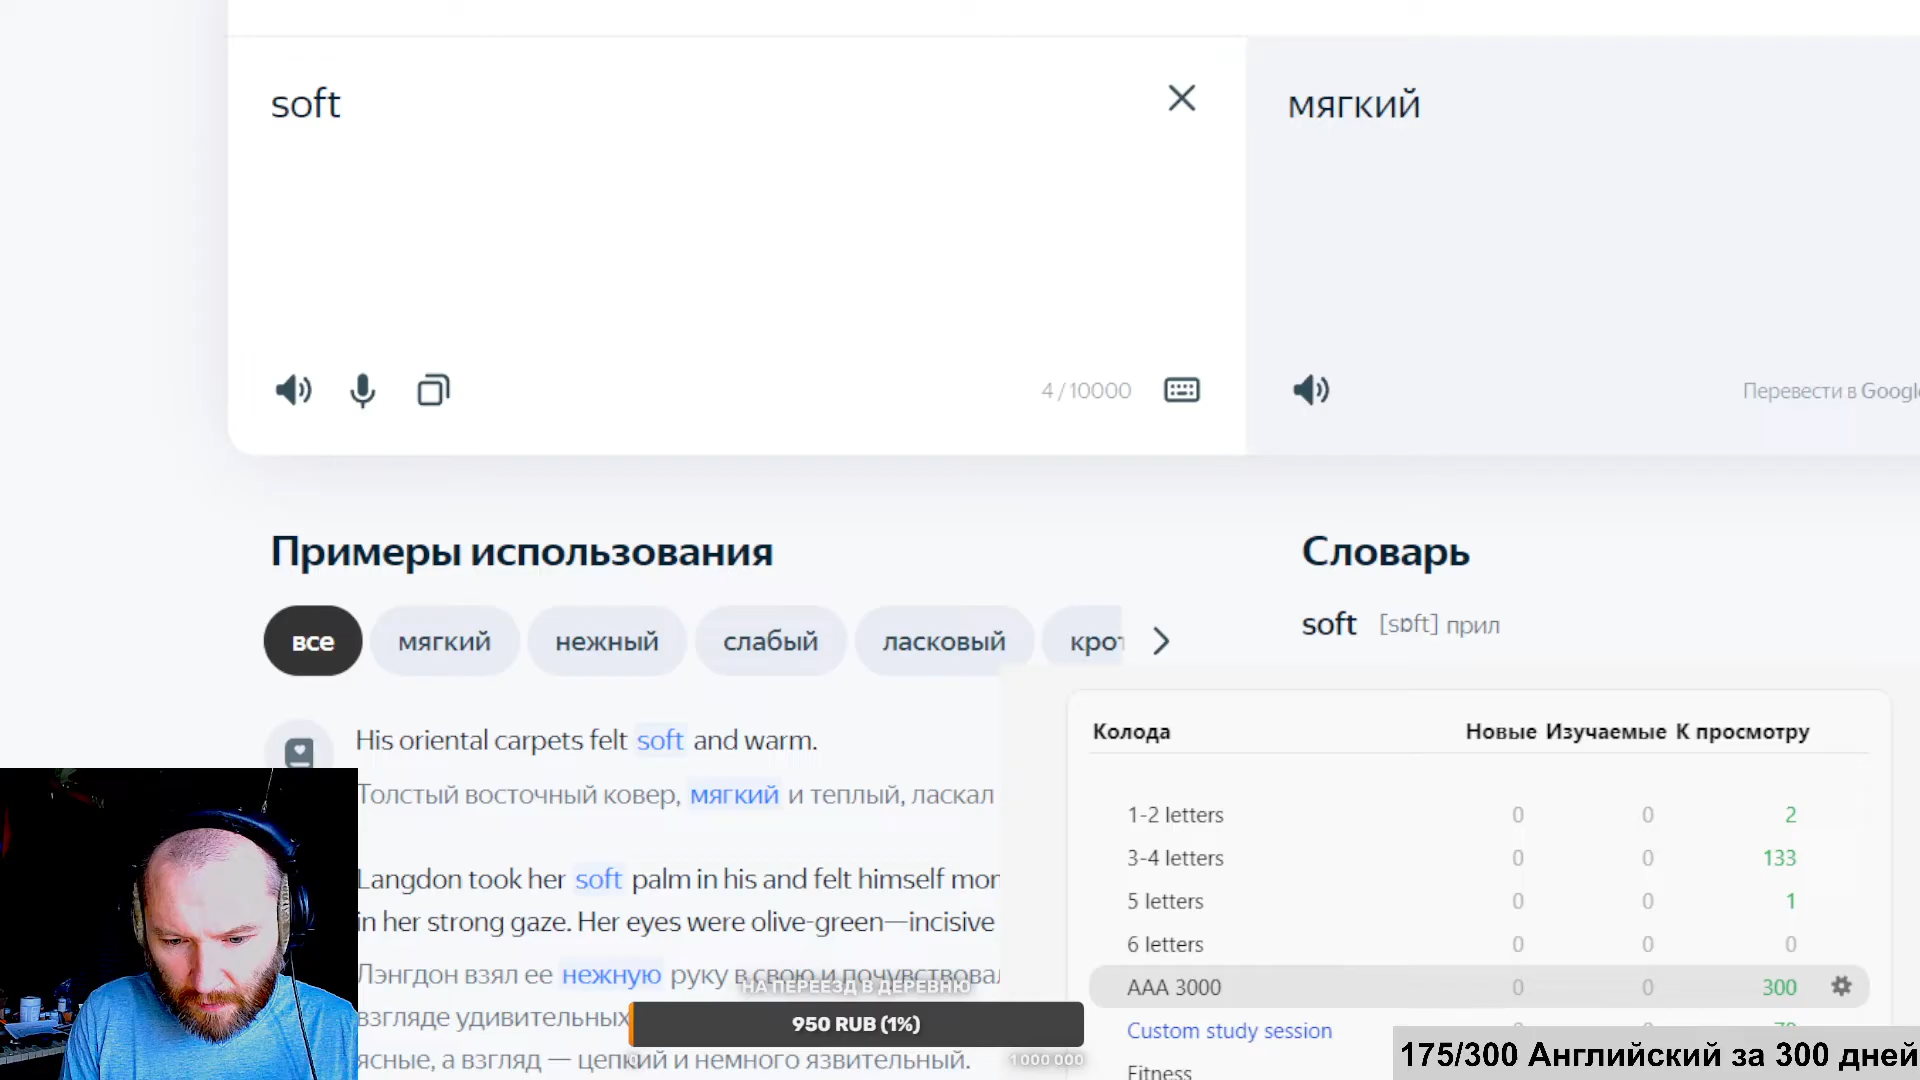 soft
мягкий
4 / 10000
Перевести в Google
Примеры использования
Словарь
все
мягкий
нежный
слабый
ласковый
soft [sɒft] прил
His oriental carpets felt soft and warm.
Толстый восточный ковер, мягкий и теплый, ласкал
Langdon took her soft palm in his and felt himself
in her strong gaze. Her eyes were olive-green—incisive
Лэнгдон взял ее нежную руку в свою и почувствовал
взгляде удивительных
ясные, а взгляд — цепкий и немного язвительный.
НА ПЕРЕЕЗД В ДЕРЕВНЮ
950 RUB (1%)
0
1 000 000
Колода Новые Изучаемые К просмотру
1-2 letters 0 0 2
3-4 letters 0 0 133
5 letters 0 0 1
6 letters 0 0 0
AAA 3000 0 0 300
Custom study session
Fitness
175/300 Английский за 300 дней